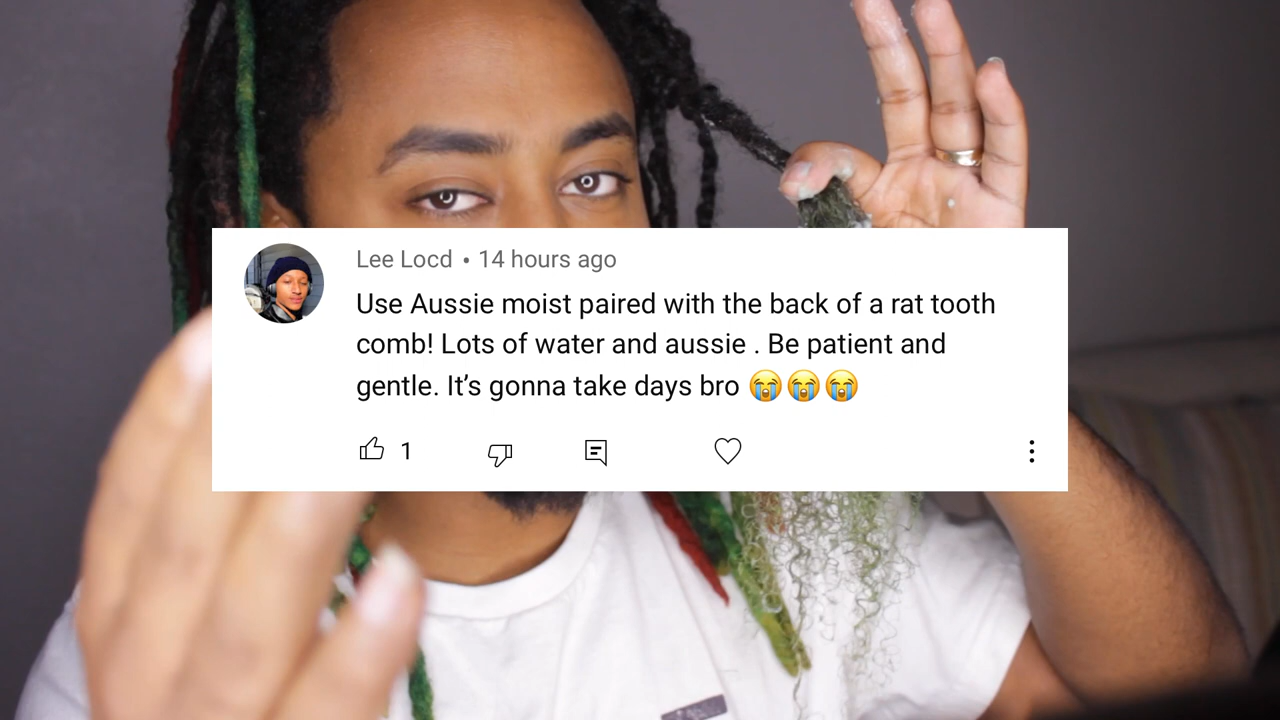 Lee Locd • 14 hours ago
Use Aussie moist paired with the back of a rat tooth
comb! Lots of water and aussie . Be patient and
gentle. It’s gonna take days bro 😭😭😭
1